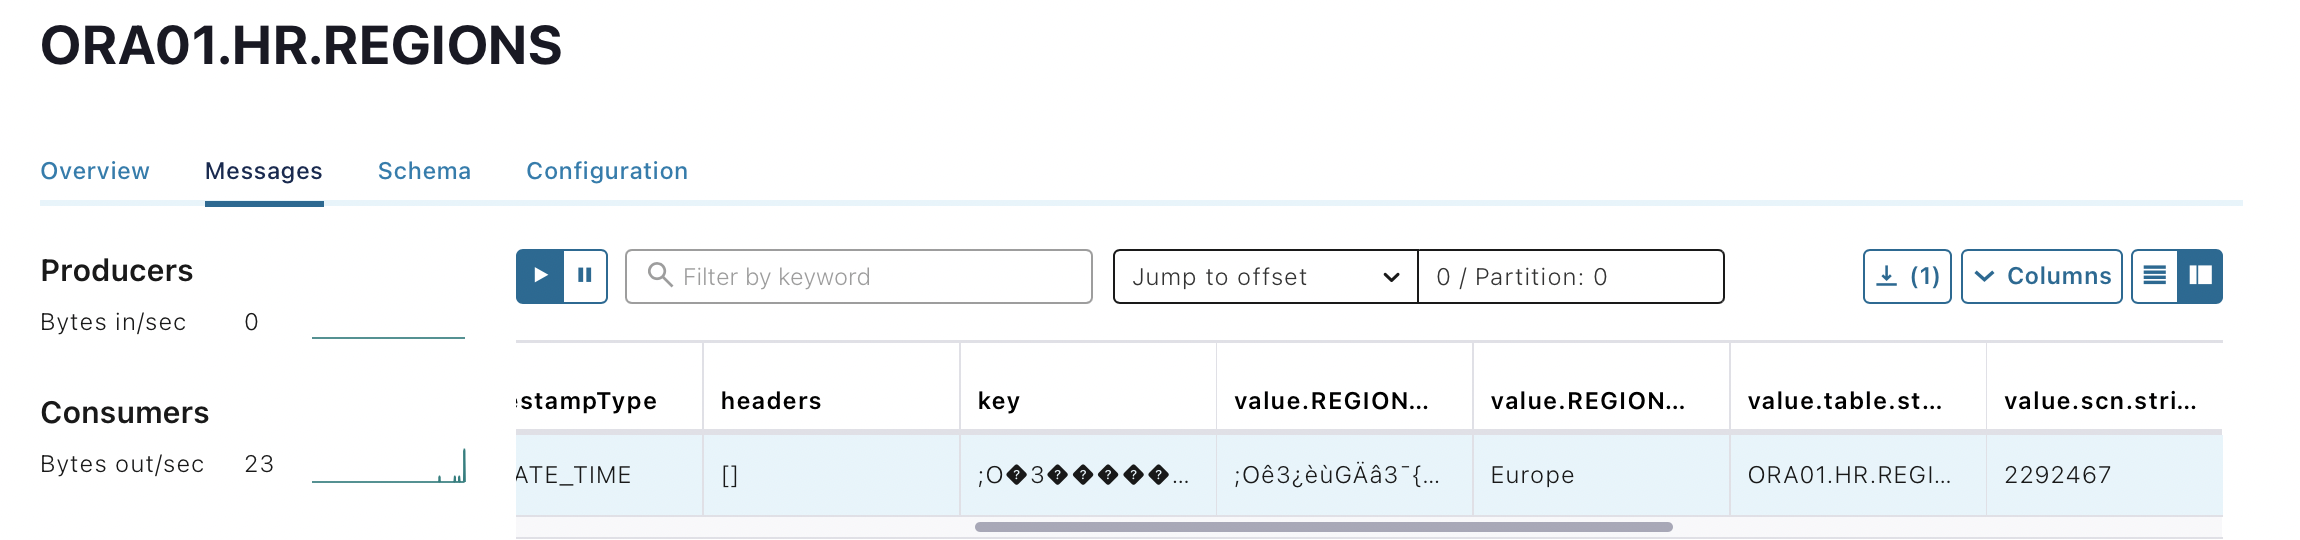 ORA01.HR.REGIONS
Overview Messages Schema Configuration
Producers
Bytes in/sec 0
Consumers
Bytes out/sec 23
Filter by keyword
Jump to offset
0 / Partition: 0
(1)
Columns
estampType headers key value.REGION... value.REGION... value.table.st... value.scn.stri...
ATE_TIME [] ;O�3�����... ;Oê3¿èùGÄâ3¯{... Europe ORA01.HR.REGI... 2292467